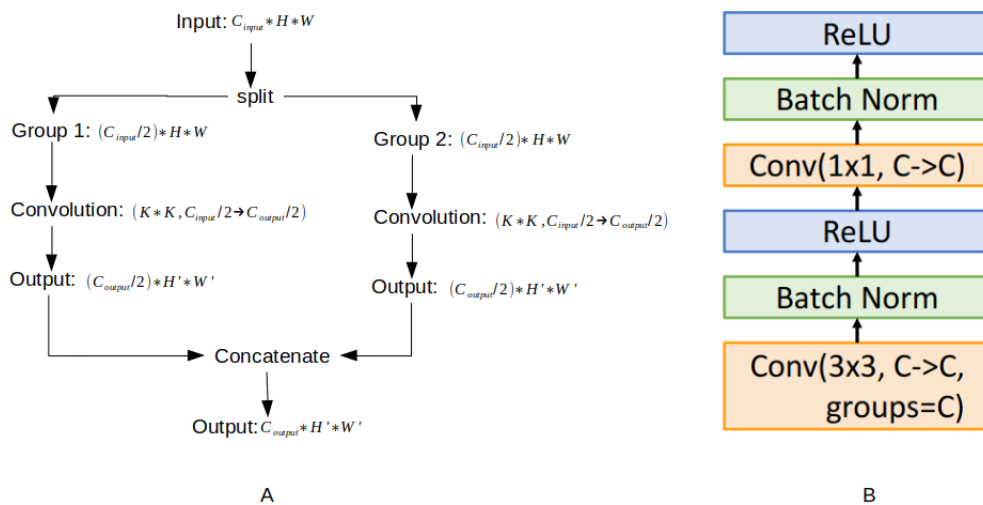 Input: C_input * H * W
split
Group 1: (C_input/2) * H * W
Group 2: (C_input/2) * H * W
Convolution: (K * K, C_input/2→C_output/2)
Convolution: (K * K, C_input/2→C_output/2)
Output: (C_output/2) * H' * W'
Output: (C_output/2) * H' * W'
Concatenate
Output: C_output * H' * W'
A
ReLU
Batch Norm
Conv(1x1, C->C)
ReLU
Batch Norm
Conv(3x3, C->C,
groups=C)
B